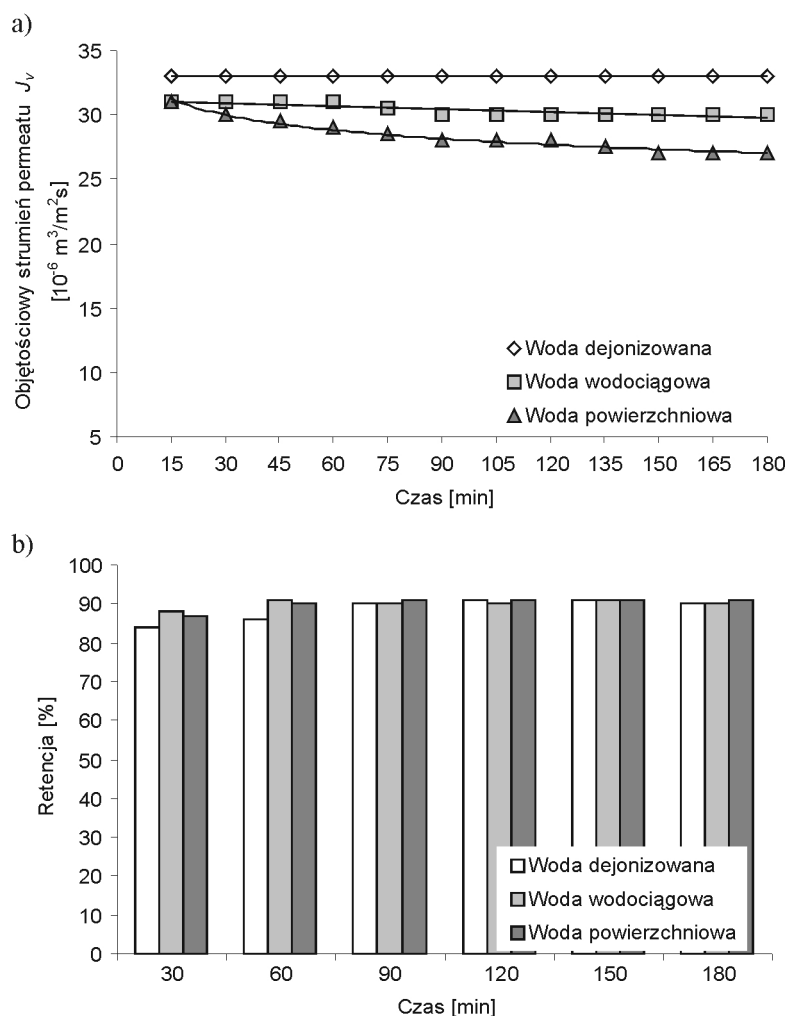 a)
Objętościowy strumień permeatu Jv
[10⁻⁶ m³/m²s]
35
30
25
20
15
10
5
Woda dejonizowana
Woda wodociągowa
Woda powierzchniowa
0 15 30 45 60 75 90 105 120 135 150 165 180
Czas [min]
b)
Retencja [%]
100
90
80
70
60
50
40
30
20
10
0
Woda dejonizowana
Woda wodociągowa
Woda powierzchniowa
30 60 90 120 150 180
Czas [min]